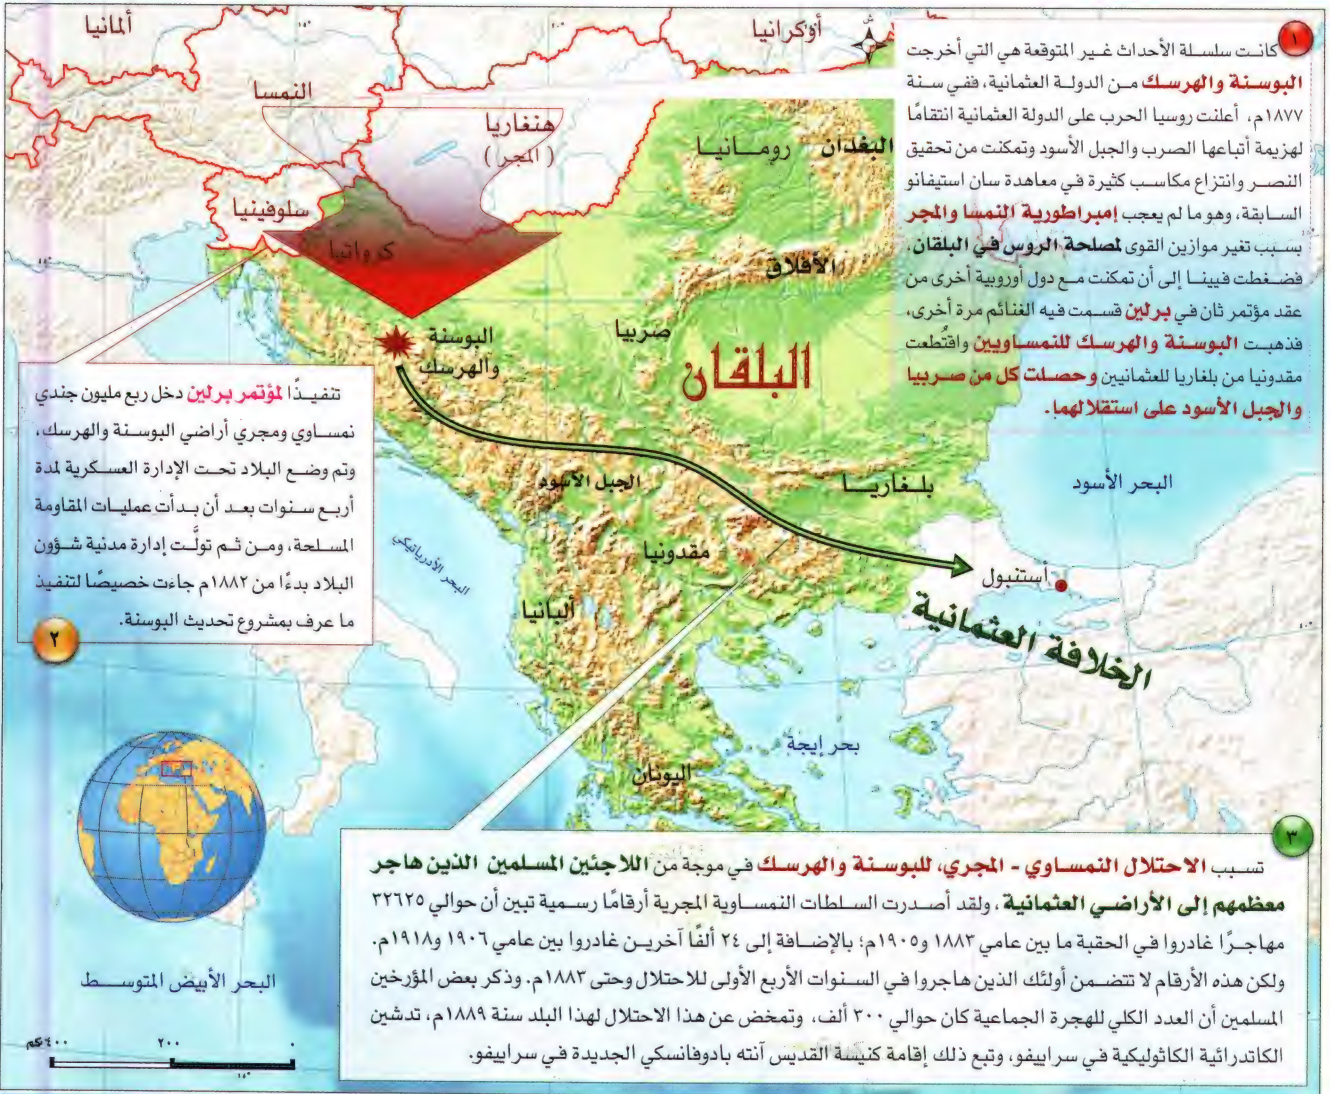 ١
كانت سلسلة الأحداث غير المتوقعة هي التي أخرجت
البوسنة والهرسك من الدولة العثمانية، ففي سنة
١٨٧٧م، أعلنت روسيا الحرب على الدولة العثمانية انتقامًا
لهزيمة أتباعها الصرب والجبل الأسود وتمكنت من تحقيق
النصر وانتزاع مكاسب كثيرة في معاهدة سان استيفانو
السابقة، وهو ما لم يعجب إمبراطورية النمسا والمجر
بسبب تغير موازين القوى لمصلحة الروس في البلقان،
فضغطت فيينا إلى أن تمكنت مع دول أوروبية أخرى من
عقد مؤتمر ثان في برلين قسمت فيه الغنائم مرة أخرى،
فذهبت البوسنة والهرسك للنمساويين واقتُطعت
مقدونيا من بلغاريا للعثمانيين وحصلت كل من صربيا
والجبل الأسود على استقلالهما.
ألمانيا
أوكرانيا
ش
النمسا
هنغاريا
(المجر)
رومانيا
البغدان
سلوفينيا
كرواتيا
الأفلاق
البوسنة
والهرسك
صربيا
البلقان
الجبل الأسود
بلغاريا
البحر الأسود
مقدونيا
البحر الأدرياتيكي
ألبانيا
أستنبول
الخلافة العثمانية
بحر إيجة
اليونان
تنفيذًا لمؤتمر برلين دخل ربع مليون جندي
نمساوي ومجري أراضي البوسنة والهرسك،
وتم وضع البلاد تحت الإدارة العسكرية لمدة
أربع سنوات بعد أن بدأت عمليات المقاومة
المسلحة، ومن ثم تولَّت إدارة مدنية شؤون
البلاد بدءًا من ١٨٨٢م جاءت خصيصًا لتنفيذ
ما عرف بمشروع تحديث البوسنة.
٢
٣
تسبب الاحتلال النمساوي - المجري، للبوسنة والهرسك في موجة من اللاجئين المسلمين الذين هاجر
معظمهم إلى الأراضي العثمانية، ولقد أصدرت السلطات النمساوية المجرية أرقامًا رسمية تبين أن حوالي ٣٢٦٢٥
مهاجرًا غادروا في الحقبة ما بين عامي ١٨٨٣ و١٩٠٥م؛ بالإضافة إلى ٢٤ ألفًا آخرين غادروا بين عامي ١٩٠٦ و١٩١٨م.
ولكن هذه الأرقام لا تتضمن أولئك الذين هاجروا في السنوات الأربع الأولى للاحتلال وحتى ١٨٨٣م. وذكر بعض المؤرخين
المسلمين أن العدد الكلي للهجرة الجماعية كان حوالي ٣٠٠ ألف، وتمخض عن هذا الاحتلال لهذا البلد سنة ١٨٨٩م، تدشين
الكاتدرائية الكاثوليكية في سراييفو، وتبع ذلك إقامة كنيسة القديس آنته بادوفانسكي الجديدة في سراييفو.
البحر الأبيض المتوسط
٠
٢٠٠
٤٠٠كم